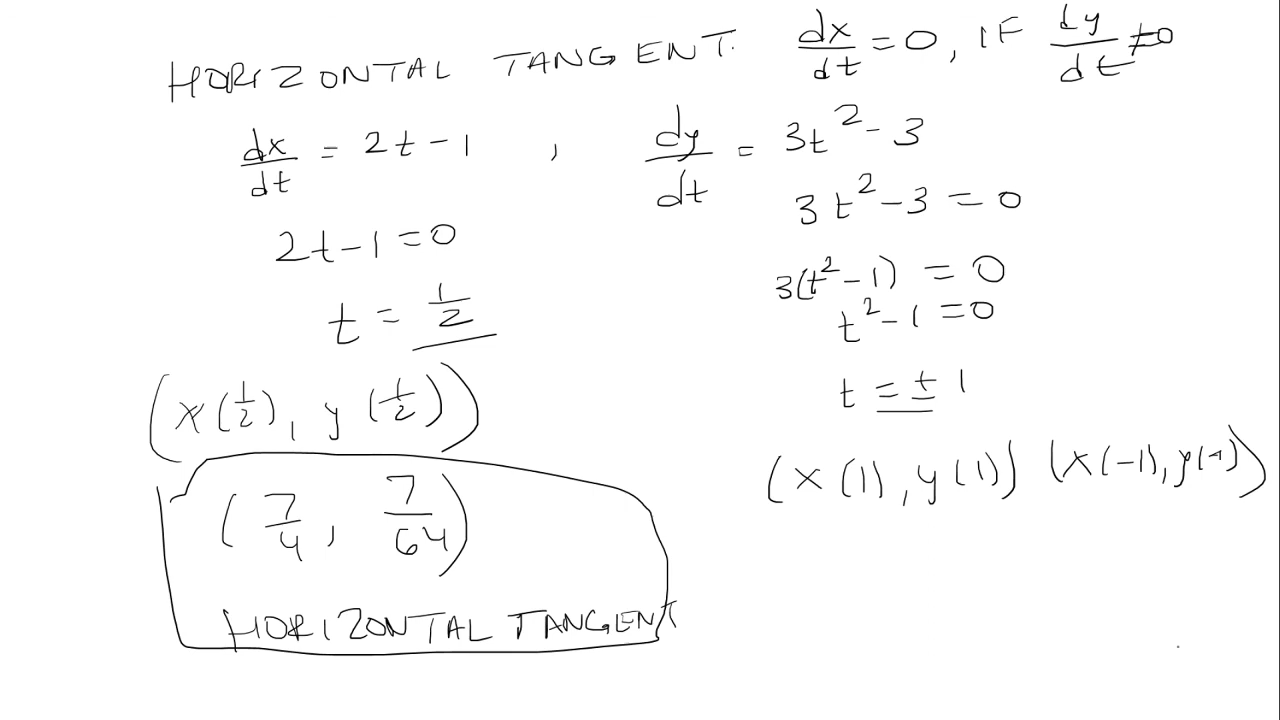 HORIZONTAL TANGENT. dx/dt = 0, IF dy/dt ≠ 0
dx/dt = 2t - 1 , dy/dt = 3t² - 3
3t² - 3 = 0
2t - 1 = 0
3(t² - 1) = 0
t = 1/2
t² - 1 = 0
t = ± 1
(x(1/2), y(1/2))
(x(1), y(1)) (x(-1), y(-1))
(7/4, 7/64)
HORIZONTAL TANGENT